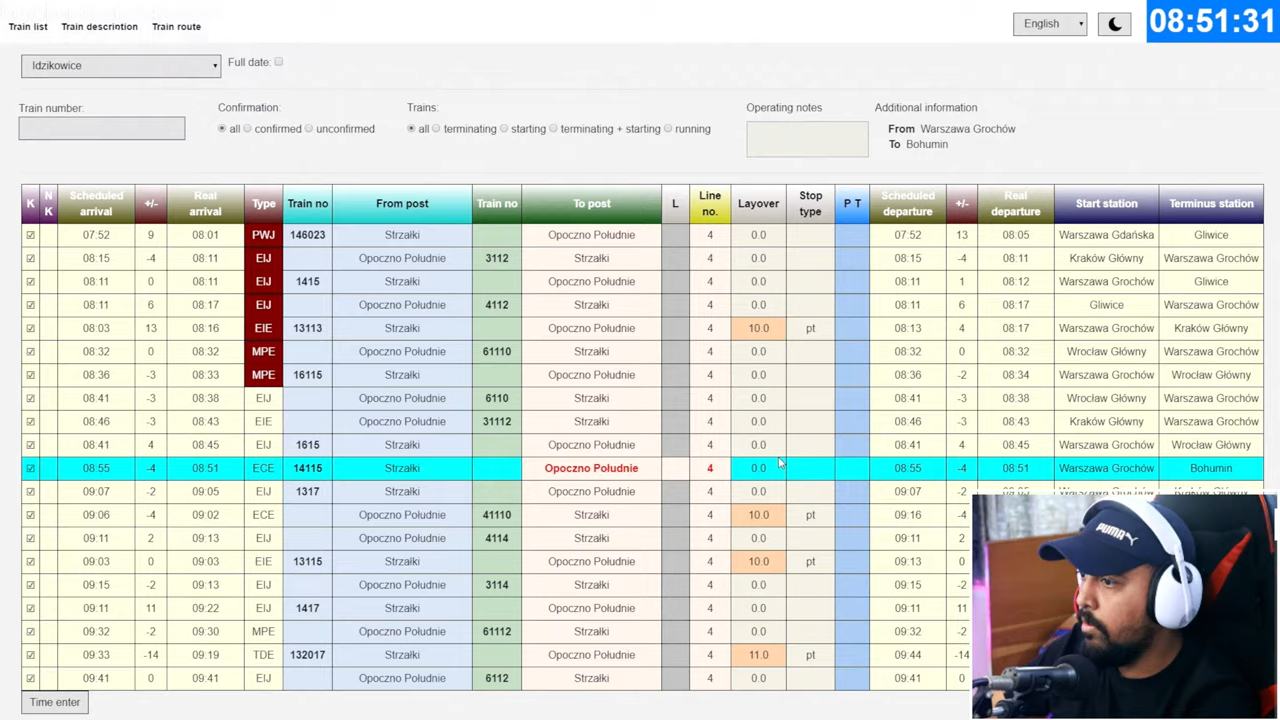 Train list Train description Train route English 08:51:31
Idzikowice Full date:
Train number: Confirmation: Trains: Operating notes Additional information
all confirmed unconfirmed all terminating starting terminating + starting running From Warszawa Grochów
To Bohumin
K N K Scheduled arrival +/- Real arrival Type Train no From post Train no To post L Line no. Layover Stop type P T Scheduled departure +/- Real departure Start station Terminus station
07:52 9 08:01 PWJ 146023 Strzałki Opoczno Południe 4 0.0 07:52 13 08:05 Warszawa Gdańska Gliwice
08:15 -4 08:11 EIJ Opoczno Południe 3112 Strzałki 4 0.0 08:15 -4 08:11 Kraków Główny Warszawa Grochów
08:11 0 08:11 EIJ 1415 Strzałki Opoczno Południe 4 0.0 08:11 1 08:12 Warszawa Grochów Gliwice
08:11 6 08:17 EIJ Opoczno Południe 4112 Strzałki 4 0.0 08:11 6 08:17 Gliwice Warszawa Grochów
08:03 13 08:16 EIE 13113 Strzałki Opoczno Południe 4 10.0 pt 08:13 4 08:17 Warszawa Grochów Kraków Główny
08:32 0 08:32 MPE Opoczno Południe 61110 Strzałki 4 0.0 08:32 0 08:32 Wrocław Główny Warszawa Grochów
08:36 -3 08:33 MPE 16115 Strzałki Opoczno Południe 4 0.0 08:36 -2 08:34 Warszawa Grochów Wrocław Główny
08:41 -3 08:38 EIJ Opoczno Południe 6110 Strzałki 4 0.0 08:41 -3 08:38 Wrocław Główny Warszawa Grochów
08:46 -3 08:43 EIE Opoczno Południe 31112 Strzałki 4 0.0 08:46 -3 08:43 Kraków Główny Warszawa Grochów
08:41 4 08:45 EIJ 1615 Strzałki Opoczno Południe 4 0.0 08:41 4 08:45 Warszawa Grochów Wrocław Główny
08:55 -4 08:51 ECE 14115 Strzałki Opoczno Południe 4 0.0 08:55 -4 08:51 Warszawa Grochów Bohumin
09:07 -2 09:05 EIJ 1317 Strzałki Opoczno Południe 4 0.0 09:07 -2
09:06 -4 09:02 ECE Opoczno Południe 41110 Strzałki 4 10.0 pt 09:16 -4
09:11 2 09:13 EIJ Opoczno Południe 4114 Strzałki 4 0.0 09:11 2
09:03 0 09:03 EIE 13115 Strzałki Opoczno Południe 4 10.0 pt 09:13 0
09:15 -2 09:13 EIJ Opoczno Południe 3114 Strzałki 4 0.0 09:15 -2
09:11 11 09:22 EIJ 1417 Strzałki Opoczno Południe 4 0.0 09:11 11
09:32 -2 09:30 MPE Opoczno Południe 61112 Strzałki 4 0.0 09:32 -2
09:33 -14 09:19 TDE 132017 Strzałki Opoczno Południe 4 11.0 pt 09:44 -14
09:41 0 09:41 EIJ Opoczno Południe 6112 Strzałki 4 0.0 09:41 0
Time enter
PUMA